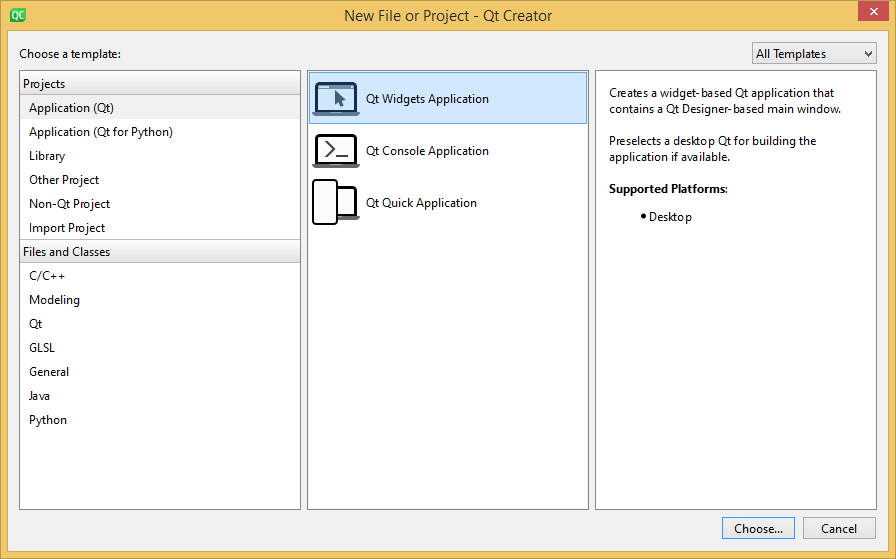 QC
New File or Project - Qt Creator
Choose a template:
All Templates
Projects
Application (Qt)
Application (Qt for Python)
Library
Other Project
Non-Qt Project
Import Project
Files and Classes
C/C++
Modeling
Qt
GLSL
General
Java
Python
Qt Widgets Application
Qt Console Application
Qt Quick Application
Creates a widget-based Qt application that
contains a Qt Designer-based main window.
Preselects a desktop Qt for building the
application if available.
Supported Platforms:
• Desktop
Choose...
Cancel